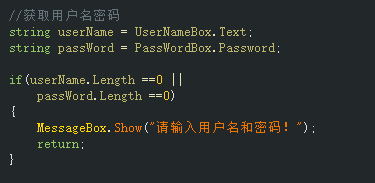 //获取用户名密码
string userName = UserNameBox.Text;
string passWord = PassWordBox.Password;
if(userName.Length ==0 ||
passWord.Length ==0)
{
MessageBox.Show("请输入用户名和密码！");
return;
}